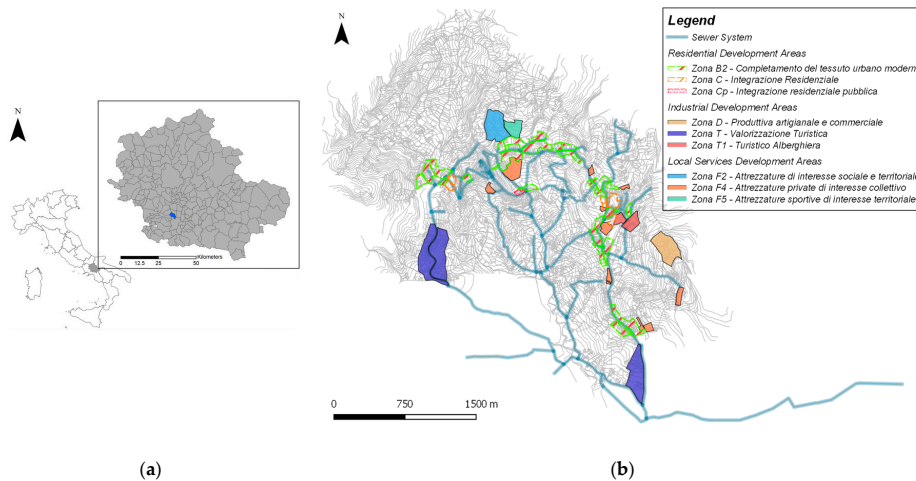 N
N
0
12.5
25
50
Kilometers
N
0
750
1500 m
Legend
Sewer System
Residential Development Areas
Zona B2 - Completamento del tessuto urbano modern
Zona C - Integrazione Residenziale
Zona Cp - Integrazione residenziale pubblica
Industrial Development Areas
Zona D - Produttiva artigianale e commerciale
Zona T - Valorizzazione Turistica
Zona T1 - Turistico Alberghiera
Local Services Development Areas
Zona F2 - Attrezzature di interesse sociale e territoriale
Zona F4 - Attrezzature private di interesse collettivo
Zona F5 - Attrezzature sportive di interesse territoriale
(a)
(b)